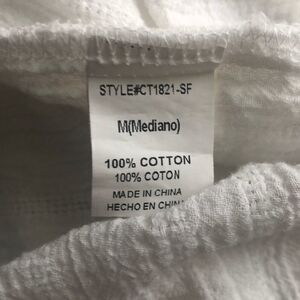 STYLE#CT1821-SF
M(Mediano)
100% COTTON
100% COTON
MADE IN CHINA
HECHO EN CHINA